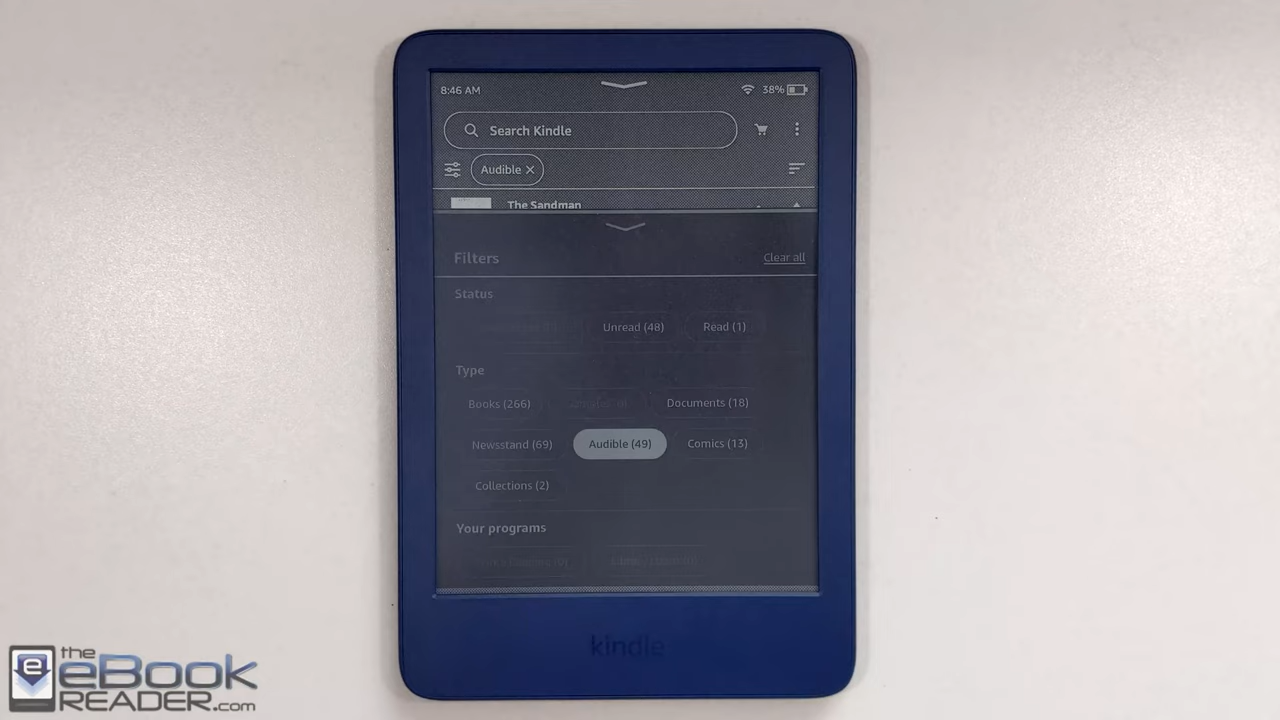 8:46 AM
38%
Search Kindle
Audible ×
The Sandman
Filters
Clear all
Status
Unread (48) Read (1)
Type
Books (266) Documents (18)
Newsstand (69) Audible (49) Comics (13)
Collections (2)
Your programs
kindle
the
eBook
READER.com